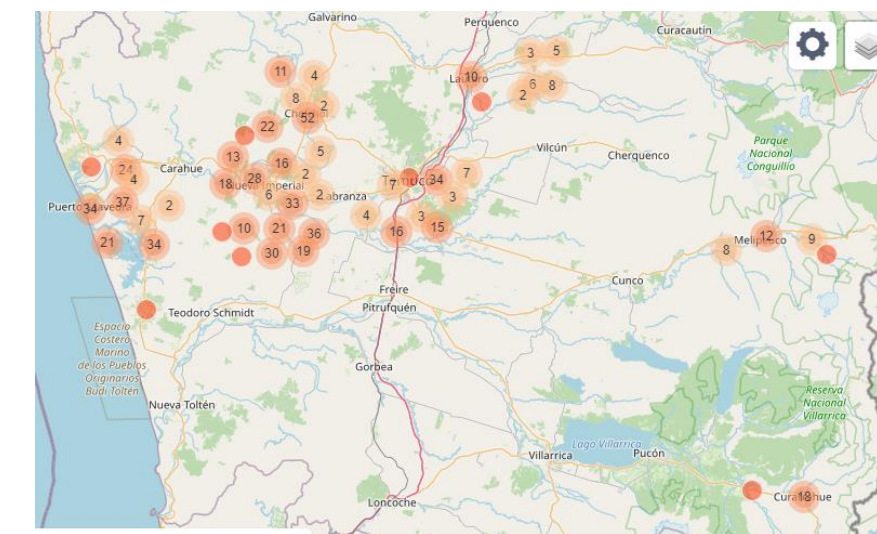 Galvarino
Perquenco
Curacautín
3
5
11
4
Lautaro
10
6
8
8
2
2
52
22
4
Parque
Nacional
Conguillío
5
Vilcún
Cherquenco
13
16
24
4
Carahue
2
28
18
Nueva Imperial
7
34
7
6
2
3
33
37
34
2
4
3
7
16
15
10
21
36
21
34
30
19
Melipeuco
12
9
8
Cunco
Freire
Pitrufquén
Teodoro Schmidt
Espacio
Costero
Marino
de los Pueblos
Originarios
Budi Toltén
Gorbea
Nueva Toltén
Reserva
Nacional
Villarrica
Lago Villarrica
Villarrica
Pucón
18
Loncoche